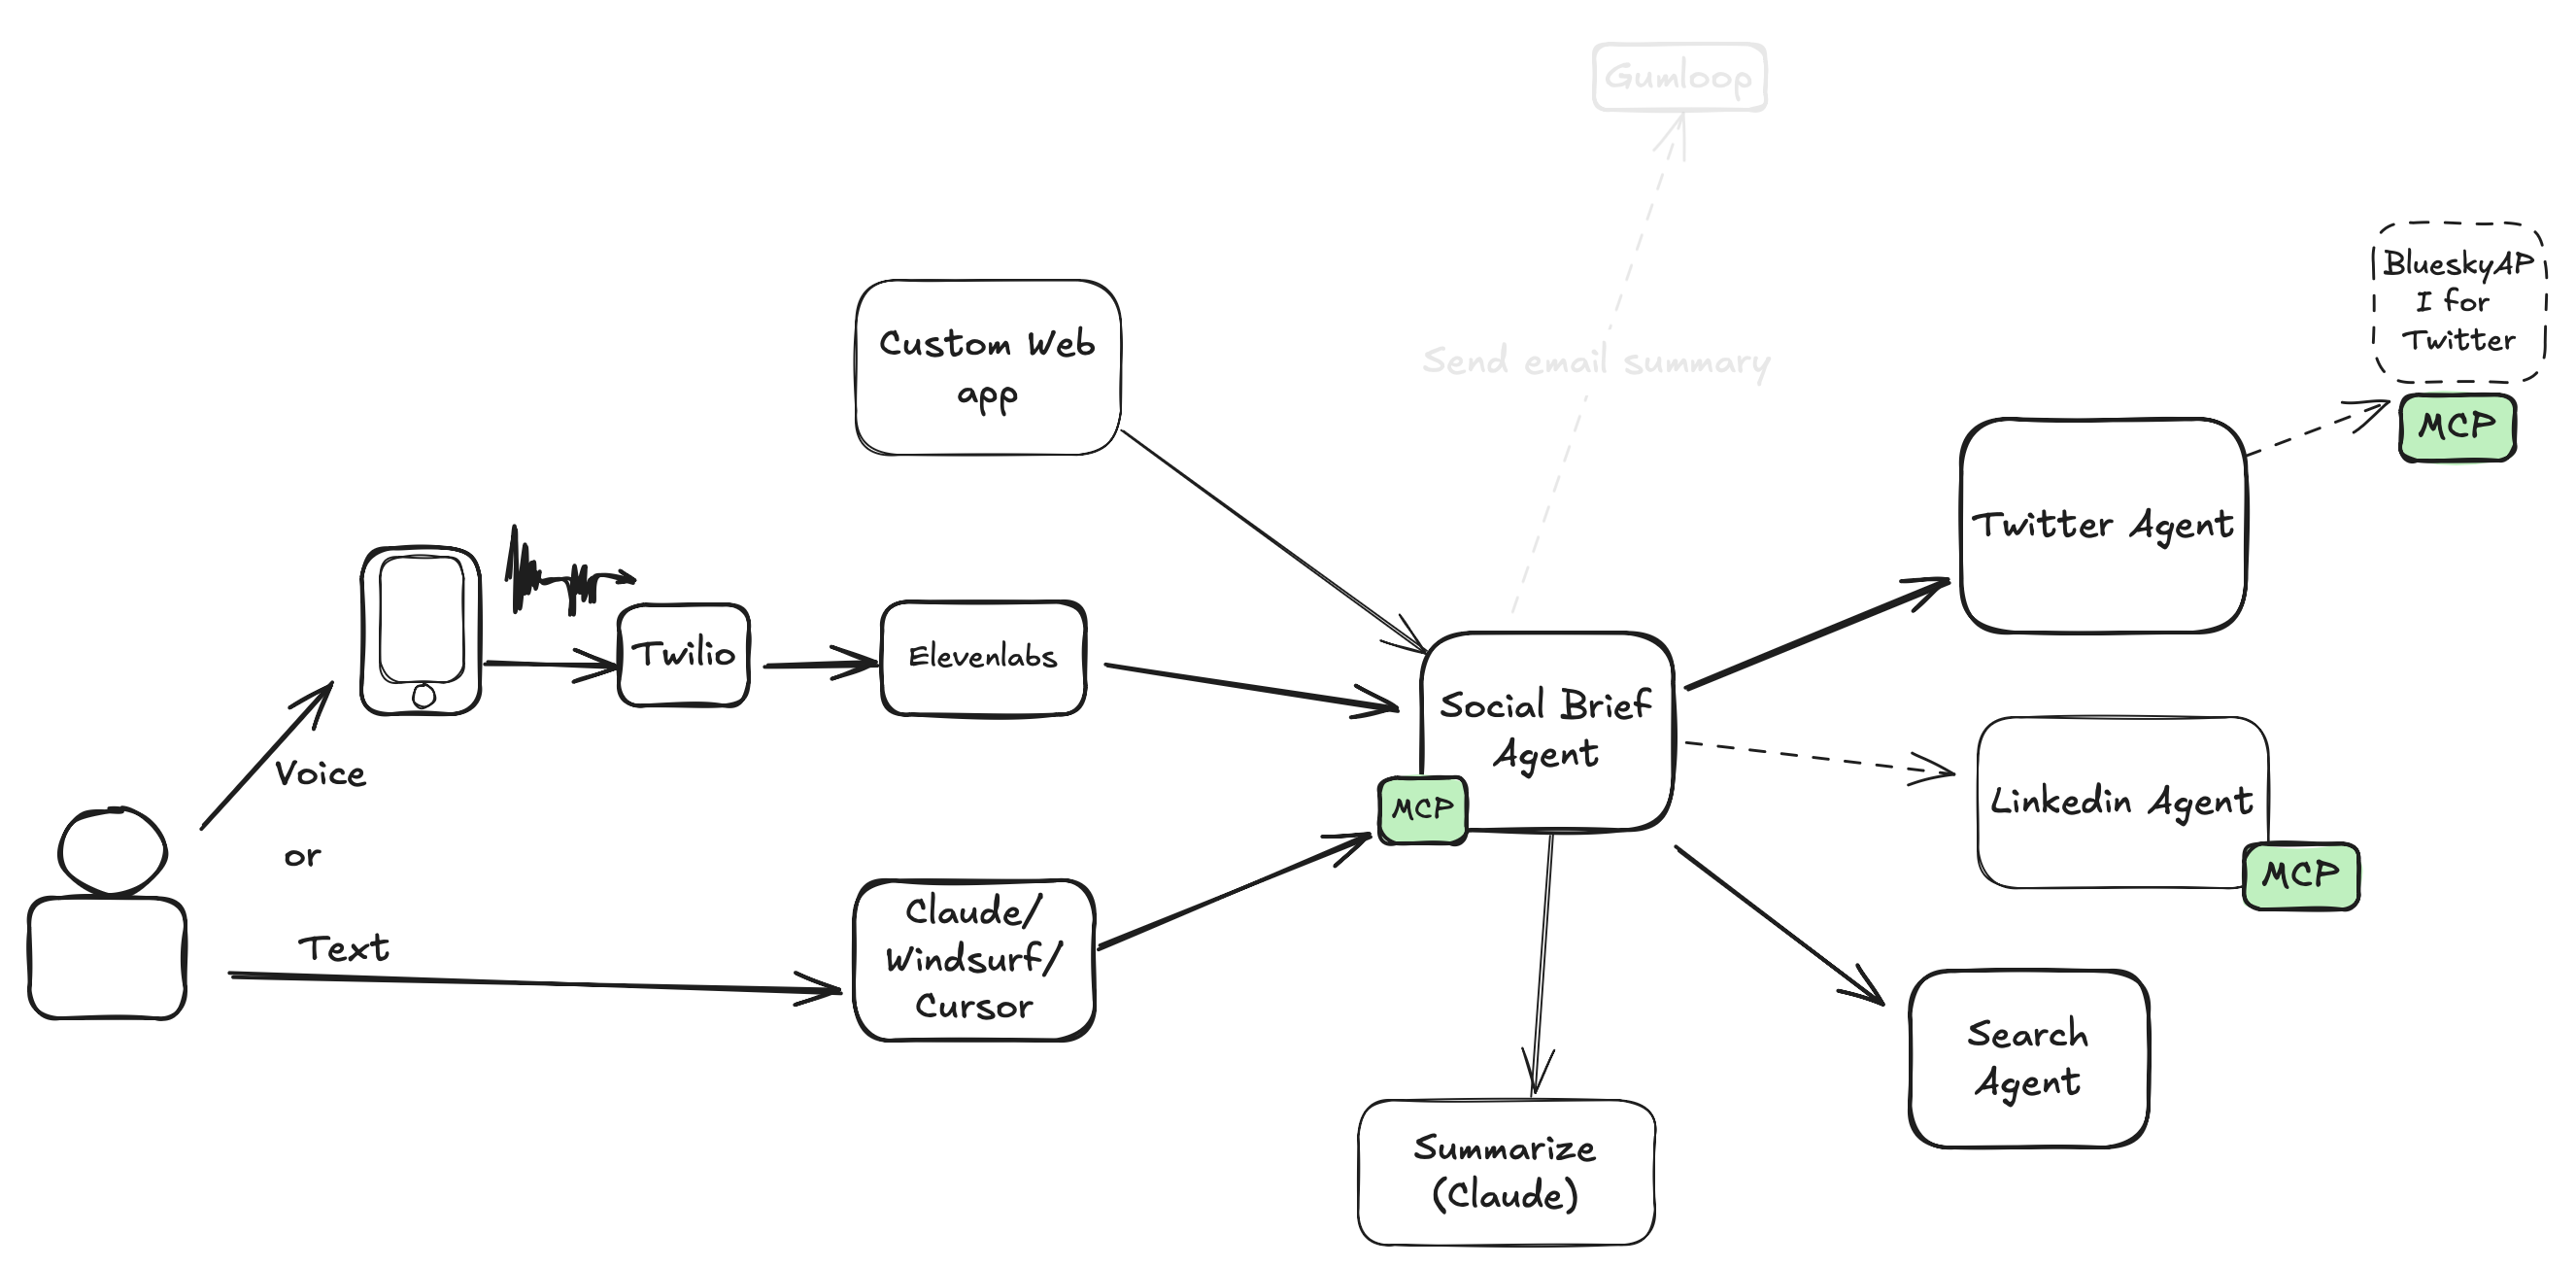 Gumloop
Send email summary
BlueskyAP
I for
Twitter
MCP
Custom Web
app
Twitter Agent
Twilio
Elevenlabs
Social Brief
Agent
MCP
Voice
or
Text
Claude/
Windsurf/
Cursor
Linkedin Agent
MCP
Search
Agent
Summarize
(Claude)